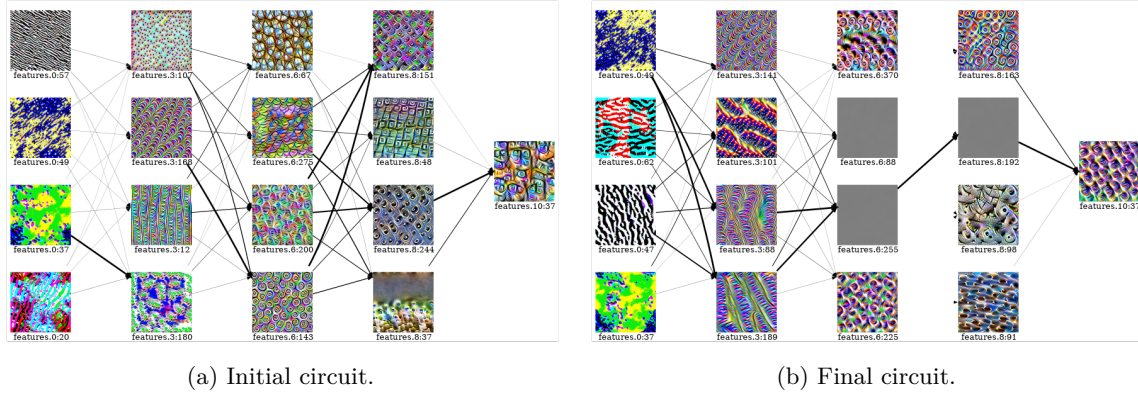 features.0:57 features.3:107 features.6:67 features.8:151
features.0:49 features.3:168 features.6:275 features.8:48
features.10:37
features.0:37 features.3:12 features.6:200 features.8:244
features.0:20 features.3:180 features.6:143 features.8:37
(a) Initial circuit.
features.0:49 features.3:141 features.6:370 features.8:163
features.0:62 features.3:101 features.6:88 features.8:192
features.10:37
features.0:47 features.3:88 features.6:255 features.8:98
features.0:37 features.3:189 features.6:225 features.8:91
(b) Final circuit.